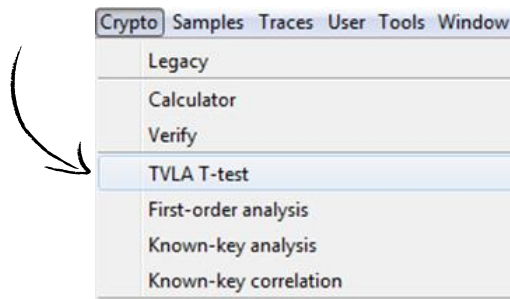 Crypto Samples Traces User Tools Window
Legacy
Calculator
Verify
TVLA T-test
First-order analysis
Known-key analysis
Known-key correlation